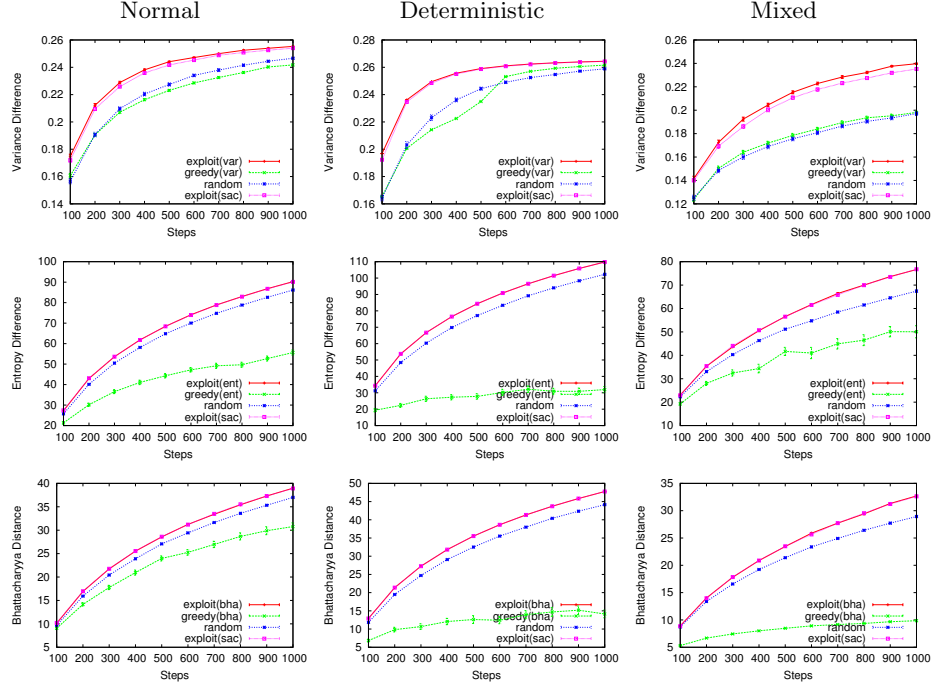 Normal Deterministic Mixed
Variance Difference
0.26
0.24
0.22
0.2
0.18
0.16
0.14
exploit(var)
greedy(var)
random
exploit(sac)
100 200 300 400 500 600 700 800 900 1000
Steps
Variance Difference
0.3
0.28
0.26
0.24
0.22
0.2
0.18
0.16
exploit(var)
greedy(var)
random
exploit(sac)
100 200 300 400 500 600 700 800 900 1000
Steps
Variance Difference
0.26
0.24
0.22
0.2
0.18
0.16
0.14
0.12
exploit(var)
greedy(var)
random
exploit(sac)
100 200 300 400 500 600 700 800 900 1000
Steps
Entropy Difference
100
90
80
70
60
50
40
30
20
exploit(ent)
greedy(ent)
random
exploit(sac)
100 200 300 400 500 600 700 800 900 1000
Steps
Entropy Difference
110
100
90
80
70
60
50
40
30
20
10
exploit(ent)
greedy(ent)
random
exploit(sac)
100 200 300 400 500 600 700 800 900 1000
Steps
Entropy Difference
80
70
60
50
40
30
20
10
exploit(ent)
greedy(ent)
random
exploit(sac)
100 200 300 400 500 600 700 800 900 1000
Steps
Bhattacharyya Distance
40
35
30
25
20
15
10
5
exploit(bha)
greedy(bha)
random
exploit(sac)
100 200 300 400 500 600 700 800 900 1000
Steps
Bhattacharyya Distance
50
45
40
35
30
25
20
15
10
5
exploit(bha)
greedy(bha)
random
exploit(sac)
100 200 300 400 500 600 700 800 900 1000
Steps
Bhattacharyya Distance
35
30
25
20
15
10
5
exploit(bha)
greedy(bha)
random
exploit(sac)
100 200 300 400 500 600 700 800 900 1000
Steps